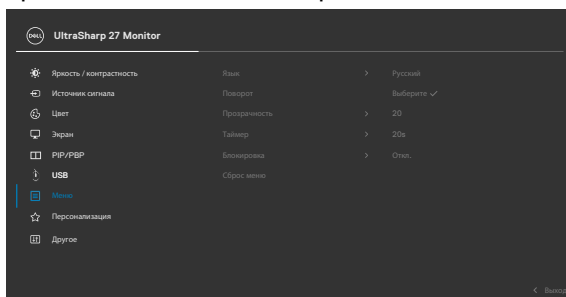 DELL UltraSharp 27 Monitor
Яркость / контрастность Язык > Русский
Источник сигнала Поворот Выберите ✓
Цвет Прозрачность > 20
Экран Таймер > 20s
PIP/PBP Блокировка > Откл.
USB Сброс меню
Меню
Персонализация
Другое
< Выход